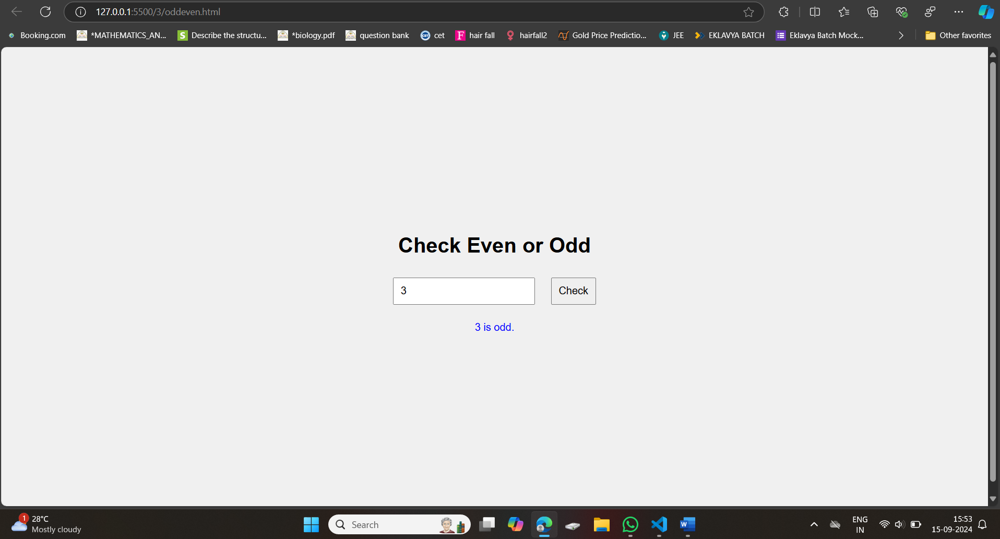 127.0.0.1:5500/3/oddeven.html
Booking.com *MATHEMATICS_AN... S Describe the structu... *biology.pdf question bank CET cet F hair fall hairfall2 Gold Price Predictio... JEE EKLAVYA BATCH Eklavya Batch Mock... Other favorites
Check Even or Odd
3 Check
3 is odd.
1 28°C
Mostly cloudy
Search
W
ENG
IN
15:53
15-09-2024